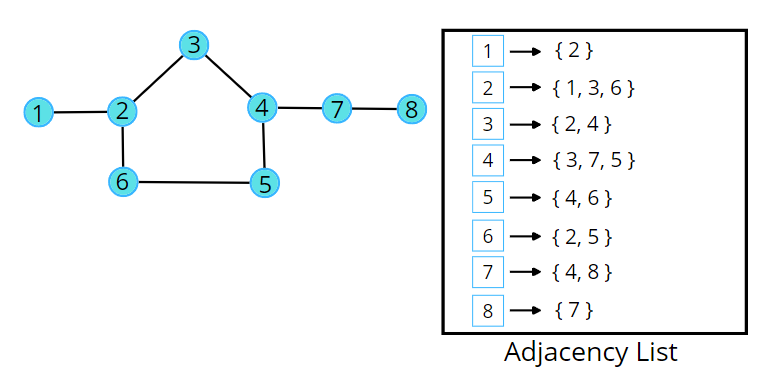 3
1
2
4
7
8
6
5
1 { 2 }
2 { 1, 3, 6 }
3 { 2, 4 }
4 { 3, 7, 5 }
5 { 4, 6 }
6 { 2, 5 }
7 { 4, 8 }
8 { 7 }
Adjacency List